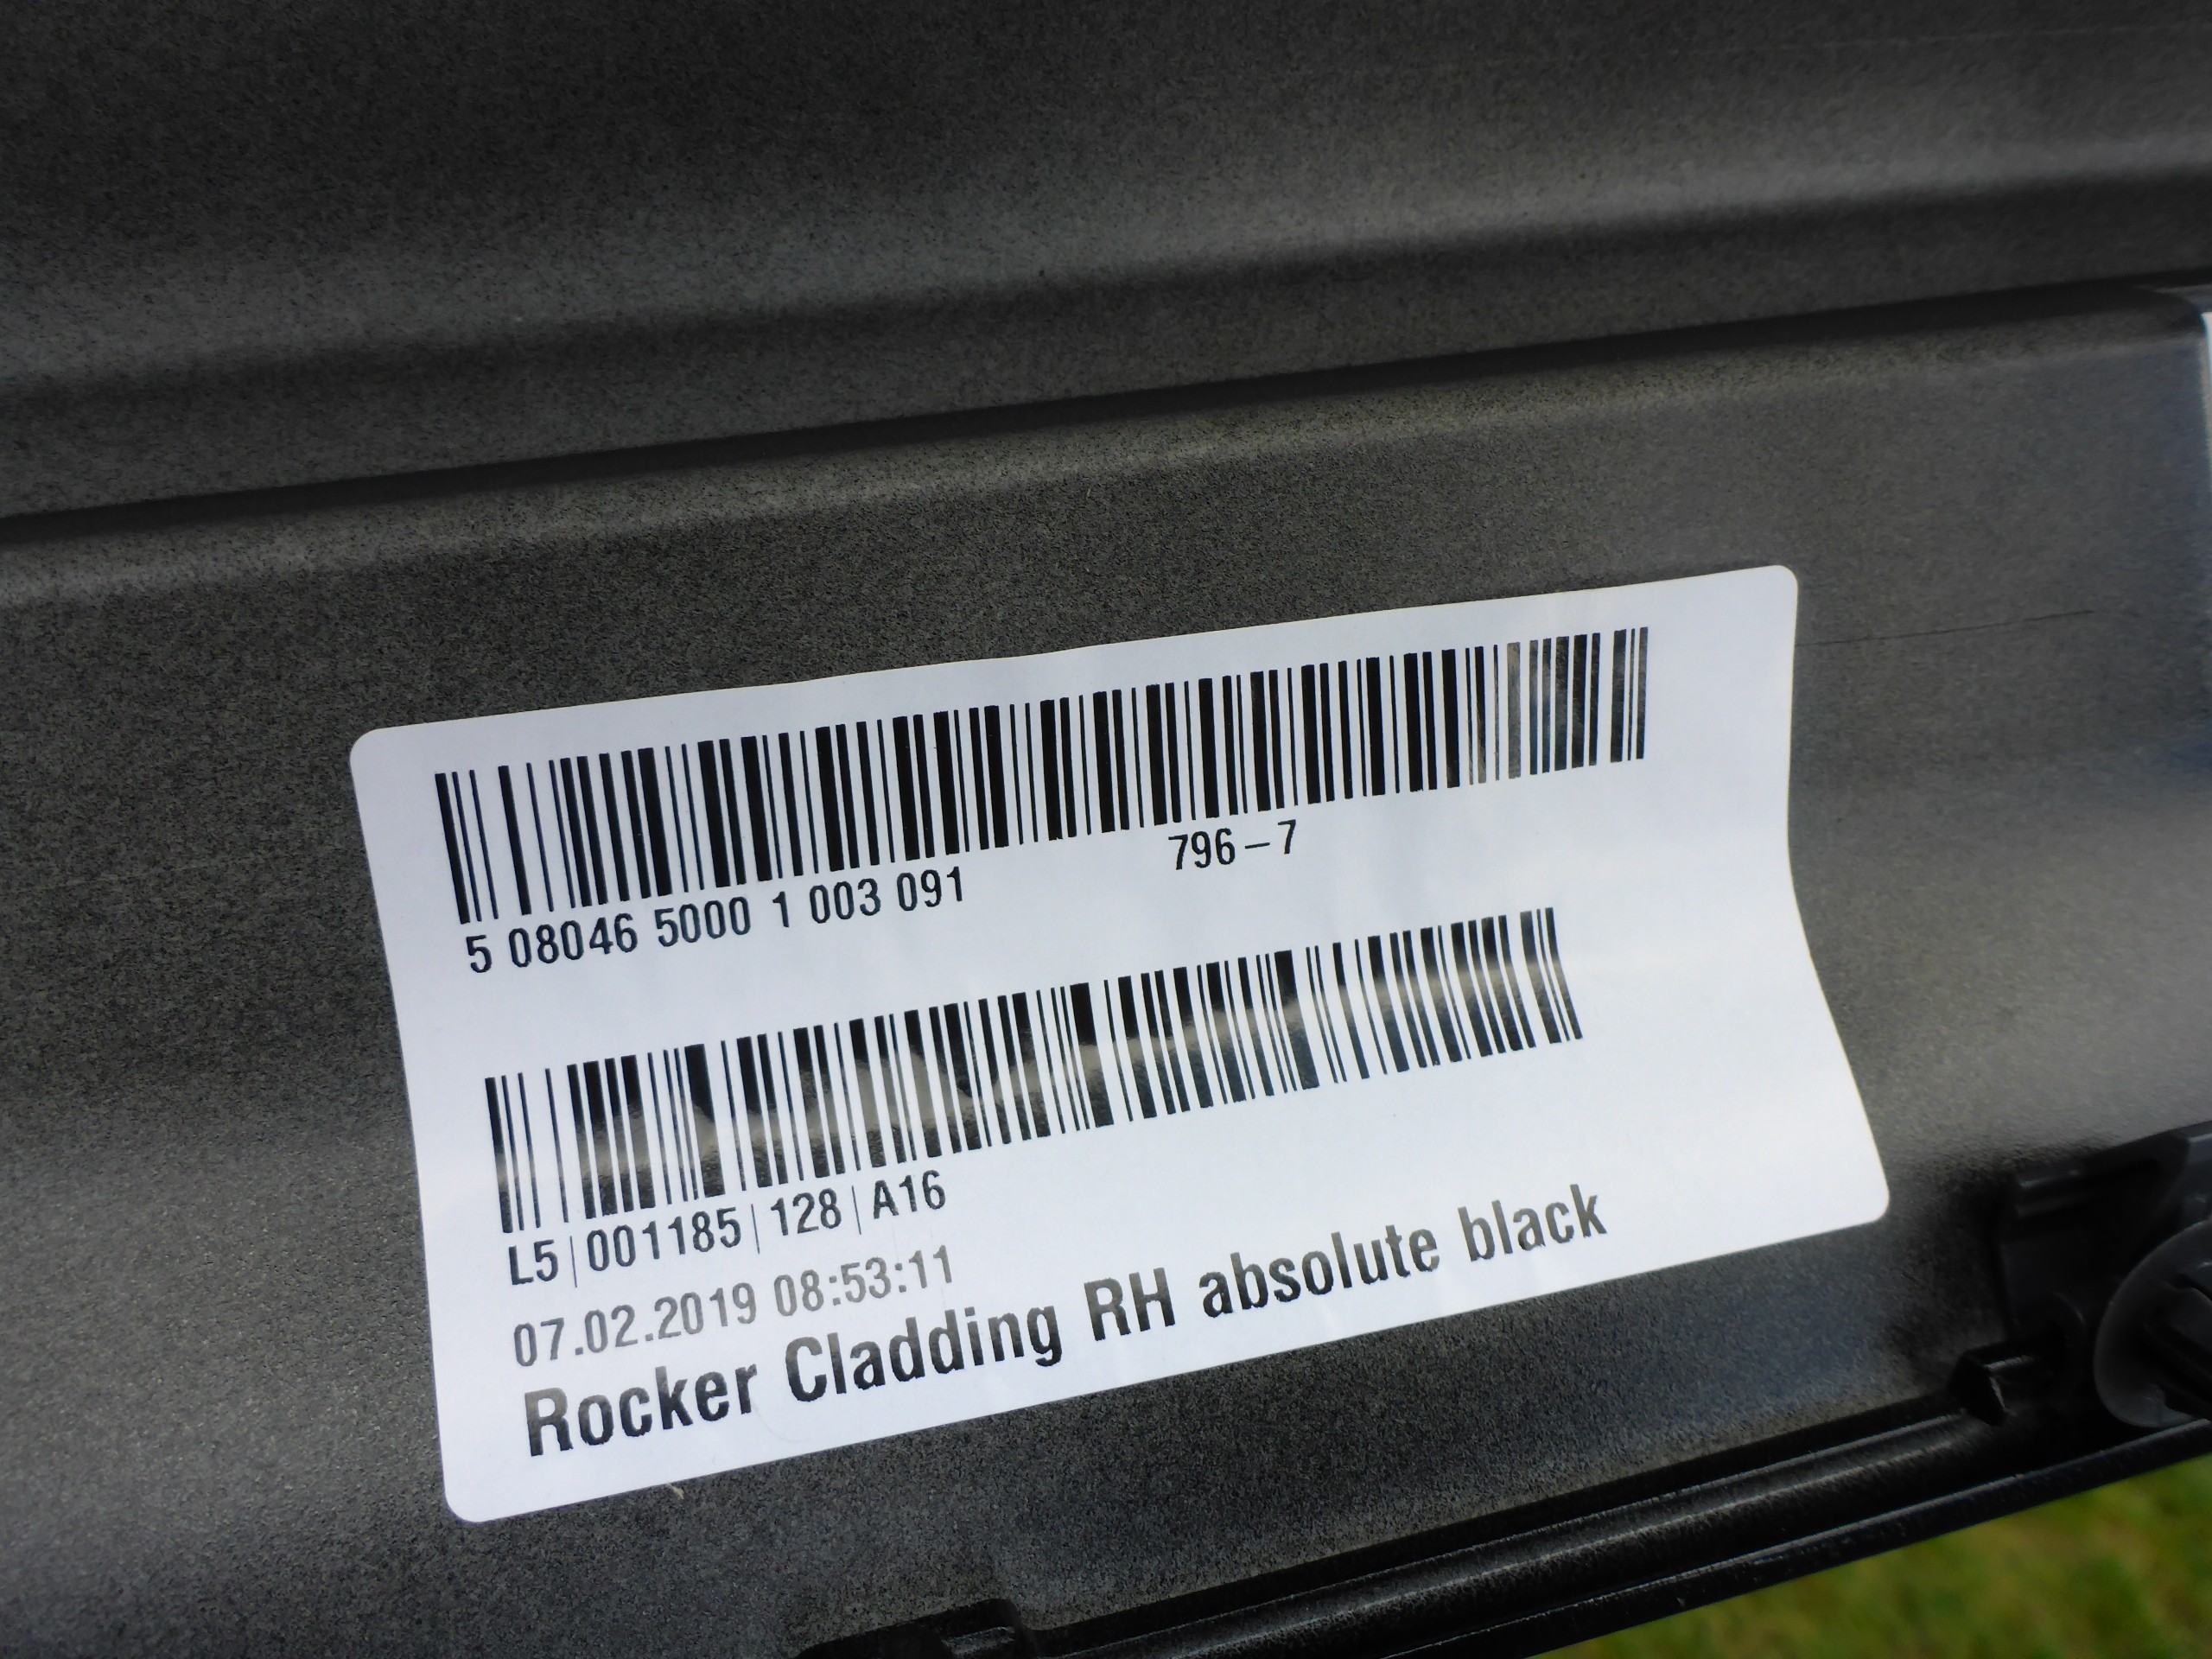 5 08046 5000 1 003 091 796-7
L5|001185|128|A16
07.02.2019 08:53:11
Rocker Cladding RH absolute black